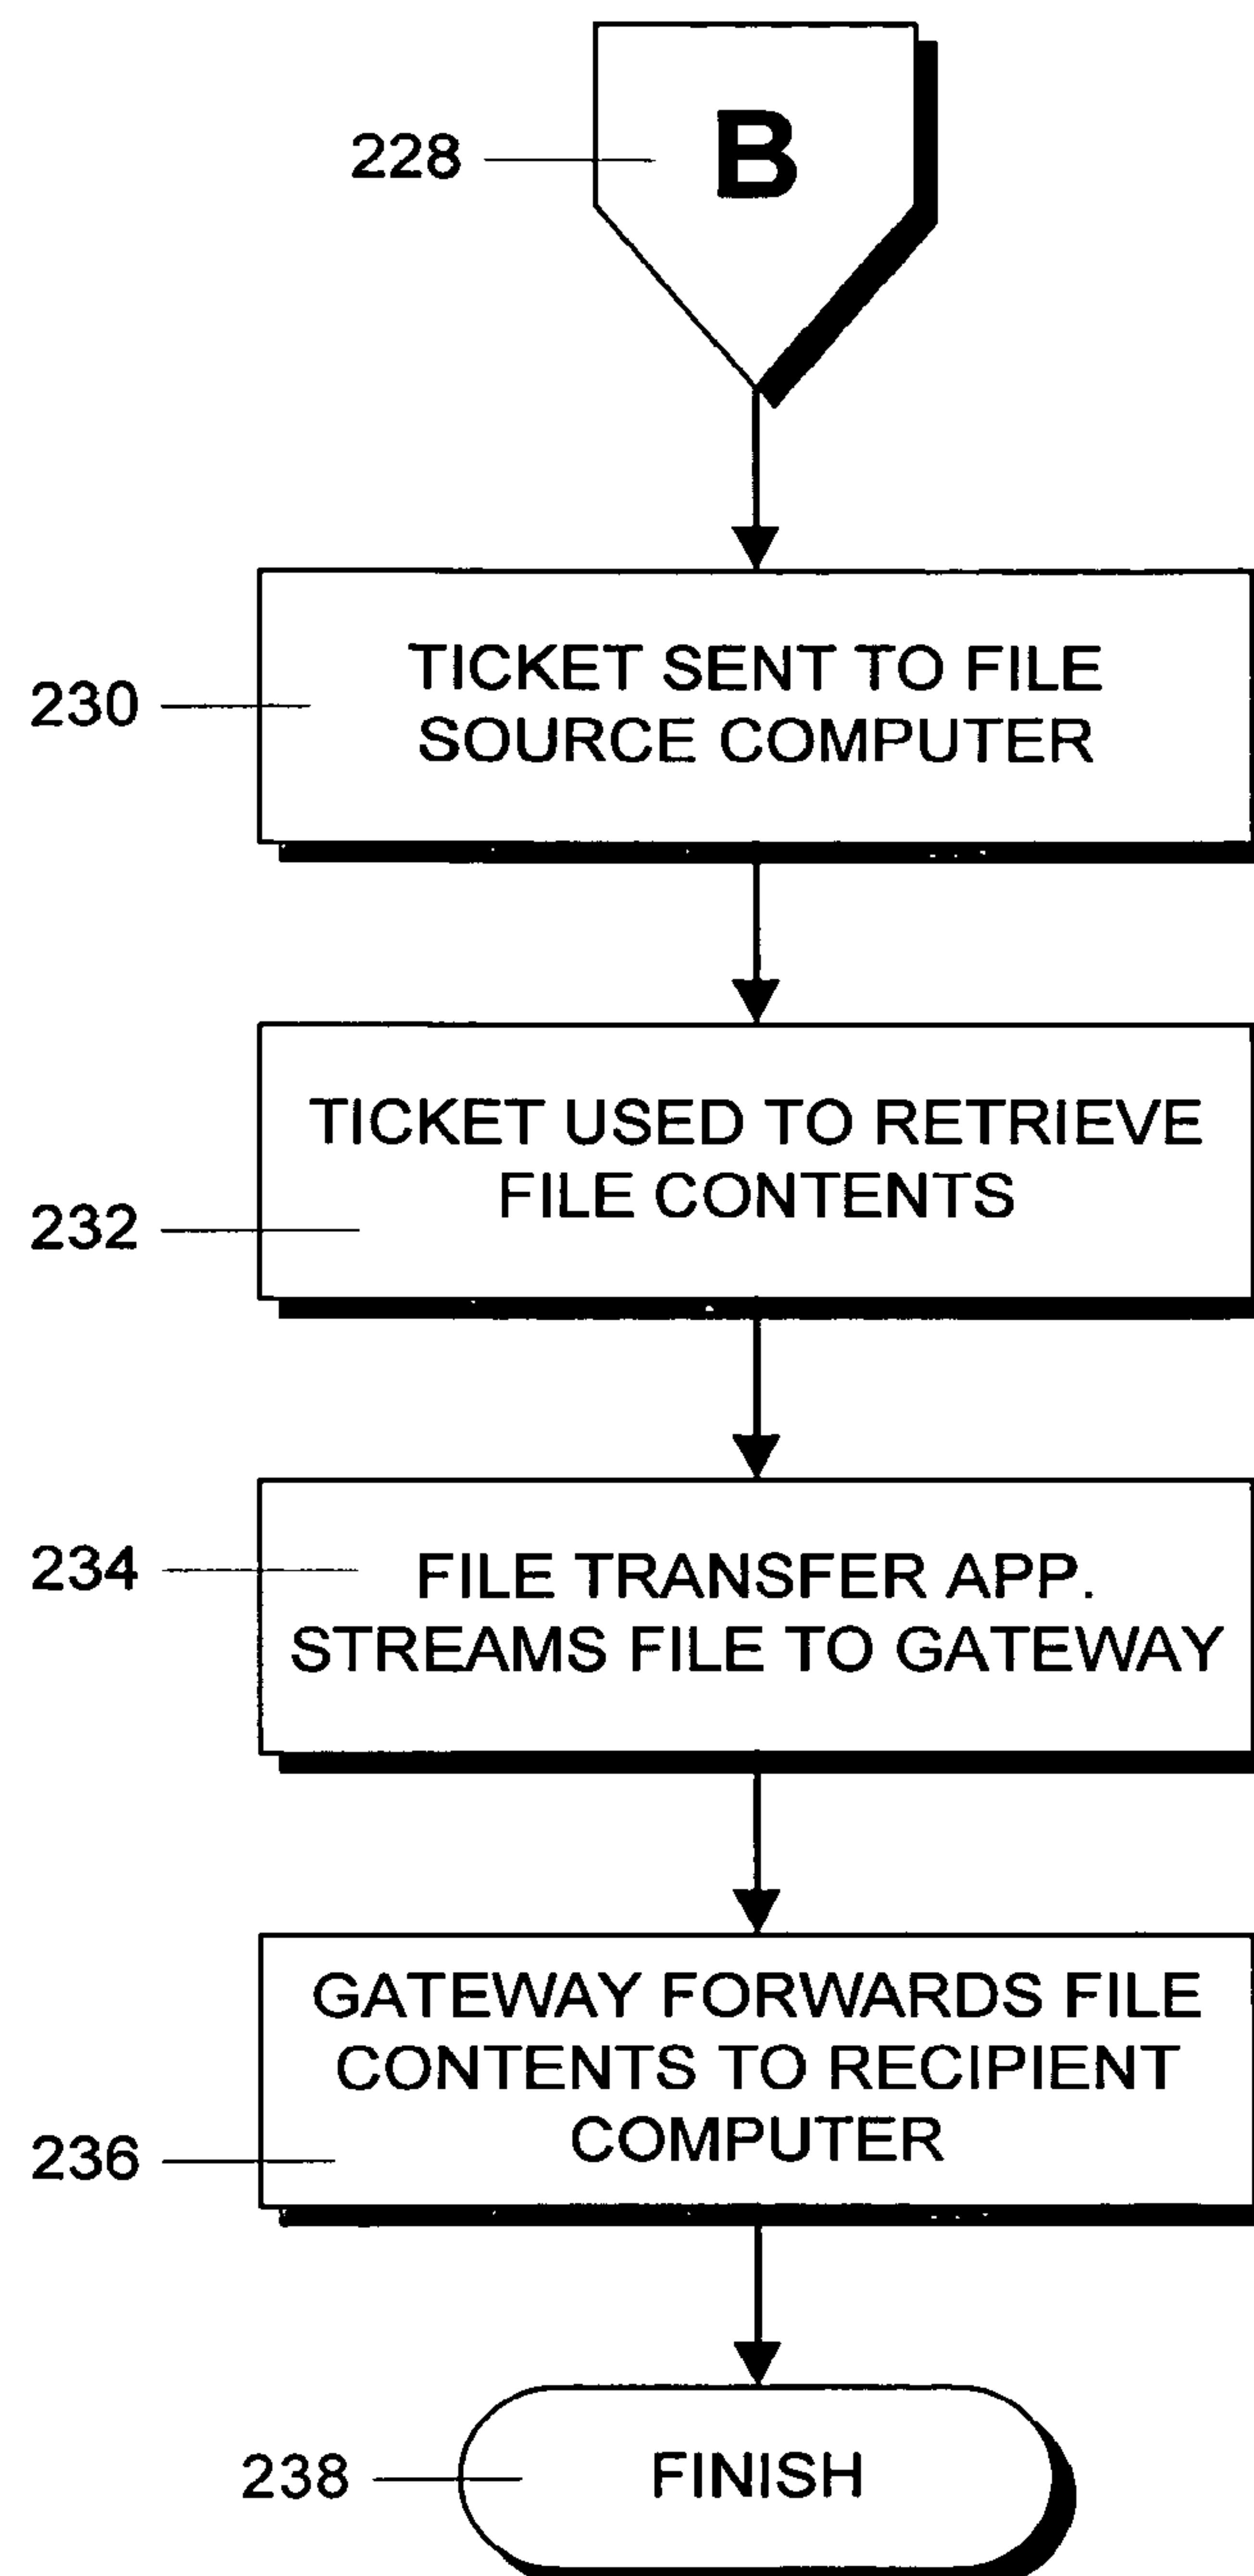 228
B
230
TICKET SENT TO FILE
SOURCE COMPUTER
TICKET USED TO RETRIEVE
FILE CONTENTS
232
234
FILE TRANSFER APP.
STREAMS FILE TO GATEWAY
GATEWAY FORWARDS FILE
CONTENTS TO RECIPIENT
COMPUTER
236
238
FINISH